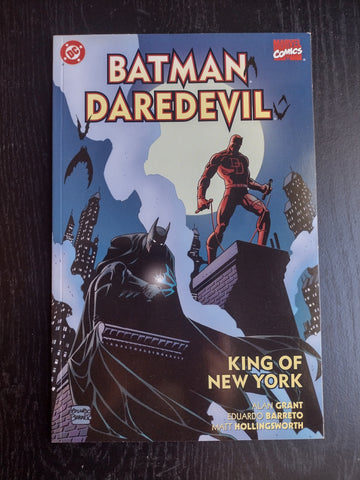 DC
MARVEL
COMICS
BATMAN
DAREDEVIL
KING OF
NEW YORK
ALAN GRANT
EDUARDO BARRETO
MATT HOLLINGSWORTH